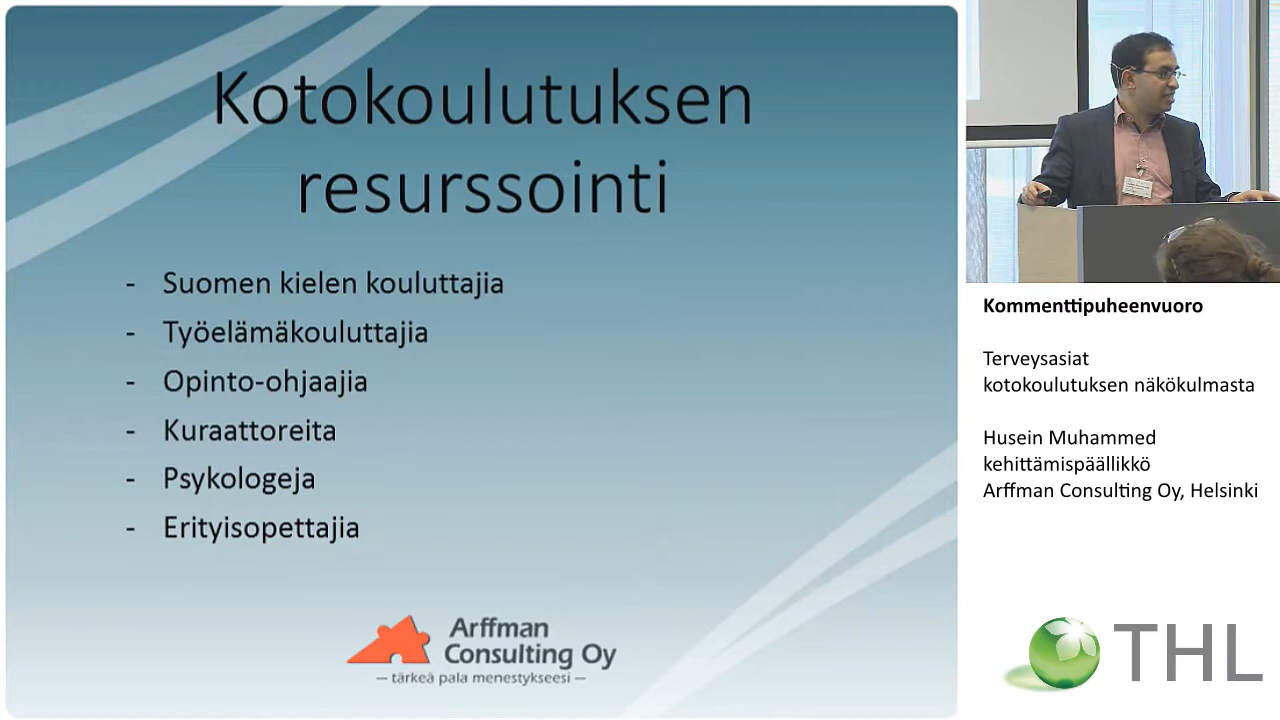 Kotokoulutuksen
resurssointi
- Suomen kielen kouluttajia
- Työelämäkouluttajia
- Opinto-ohjaajia
- Kuraattoreita
- Psykologeja
- Erityisopettajia
Arffman
Consulting Oy
— tärkeä pala menestykseesi —
Kommenttipuheenvuoro
Terveysasiat
kotokoulutuksen näkökulmasta
Husein Muhammed
kehittämispäällikkö
Arffman Consulting Oy, Helsinki
THL